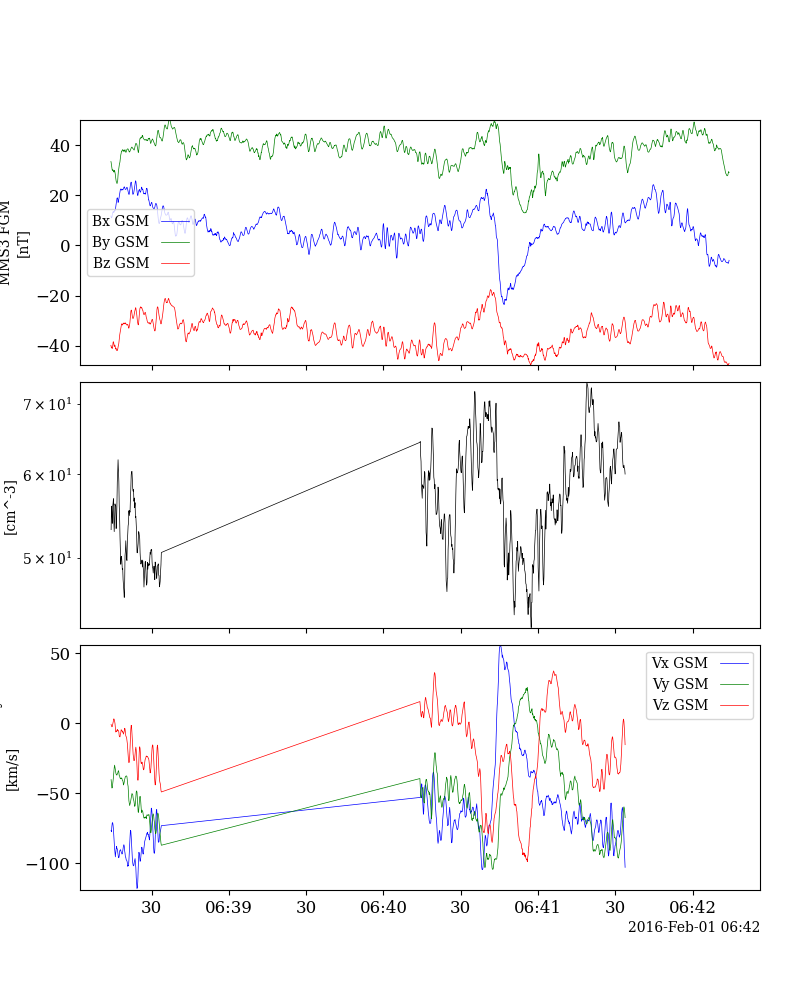 40
20
0
−20
−40
MMS3 FGM
[nT]
Bx GSM
By GSM
Bz GSM
7×10¹
6×10¹
5×10¹
[cm^-3]
50
0
−50
−100
[km/s]
Vx GSM
Vy GSM
Vz GSM
30 06:39 30 06:40 30 06:41 30 06:42
2016-Feb-01 06:42